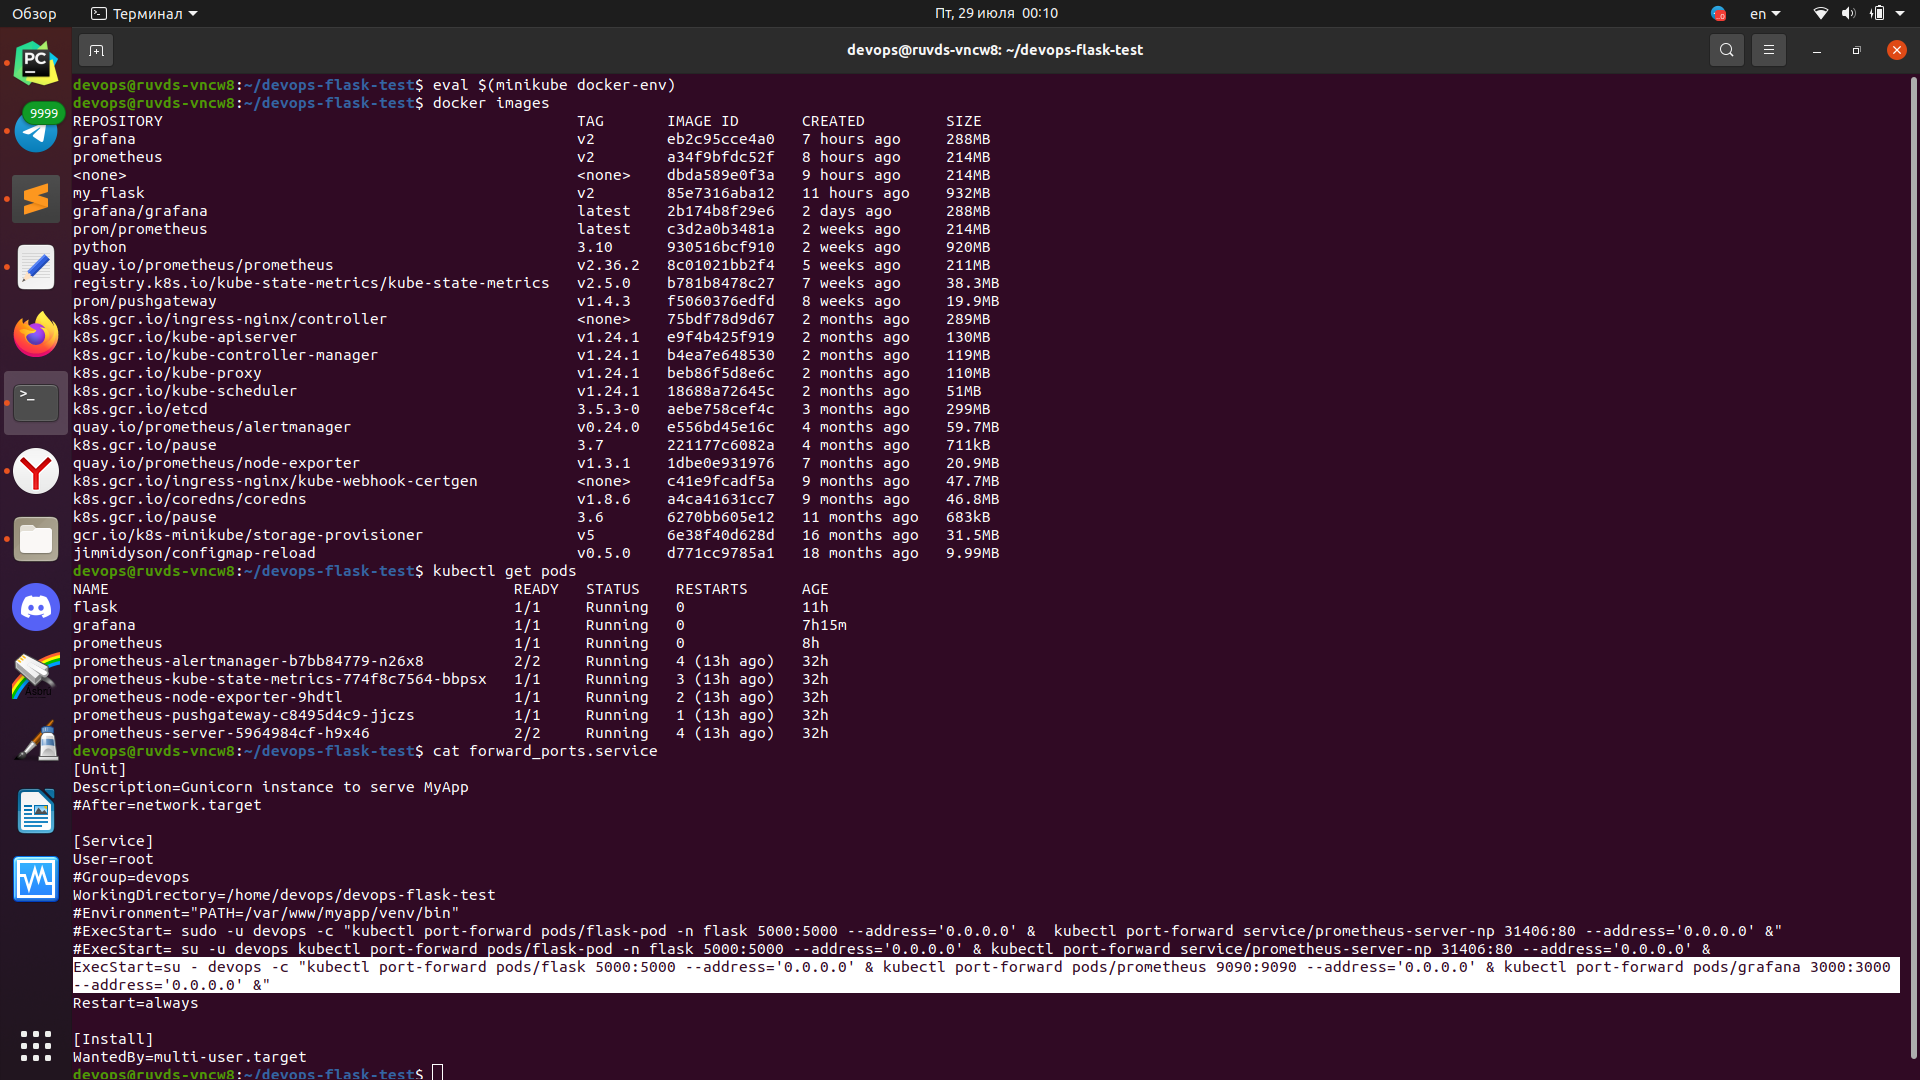 Обзор
Терминал
Пт, 29 июля 00:10
en
devops@ruvds-vncw8: ~/devops-flask-test
PC
9999
devops@ruvds-vncw8:~/devops-flask-test$ eval $(minikube docker-env)
devops@ruvds-vncw8:~/devops-flask-test$ docker images
REPOSITORY TAG IMAGE ID CREATED SIZE
grafana v2 eb2c95cce4a0 7 hours ago 288MB
prometheus v2 a34f9bfdc52f 8 hours ago 214MB
<none> <none> dbda589e0f3a 9 hours ago 214MB
my_flask v2 85e7316aba12 11 hours ago 932MB
grafana/grafana latest 2b174b8f29e6 2 days ago 288MB
prom/prometheus latest c3d2a0b3481a 2 weeks ago 214MB
python 3.10 930516bcf910 2 weeks ago 920MB
quay.io/prometheus/prometheus v2.36.2 8c01021bb2f4 5 weeks ago 211MB
registry.k8s.io/kube-state-metrics/kube-state-metrics v2.5.0 b781b8478c27 7 weeks ago 38.3MB
prom/pushgateway v1.4.3 f5060376edfd 8 weeks ago 19.9MB
k8s.gcr.io/ingress-nginx/controller <none> 75bdf78d9d67 2 months ago 289MB
k8s.gcr.io/kube-apiserver v1.24.1 e9f4b425f919 2 months ago 130MB
k8s.gcr.io/kube-controller-manager v1.24.1 b4ea7e648530 2 months ago 119MB
k8s.gcr.io/kube-proxy v1.24.1 beb86f5d8e6c 2 months ago 110MB
k8s.gcr.io/kube-scheduler v1.24.1 18688a72645c 2 months ago 51MB
k8s.gcr.io/etcd 3.5.3-0 aebe758cef4c 3 months ago 299MB
quay.io/prometheus/alertmanager v0.24.0 e556bd45e16c 4 months ago 59.7MB
k8s.gcr.io/pause 3.7 221177c6082a 4 months ago 711kB
quay.io/prometheus/node-exporter v1.3.1 1dbe0e931976 7 months ago 20.9MB
k8s.gcr.io/ingress-nginx/kube-webhook-certgen <none> c41e9fcadf5a 9 months ago 47.7MB
k8s.gcr.io/coredns/coredns v1.8.6 a4ca41631cc7 9 months ago 46.8MB
k8s.gcr.io/pause 3.6 6270bb605e12 11 months ago 683kB
gcr.io/k8s-minikube/storage-provisioner v5 6e38f40d628d 16 months ago 31.5MB
jimmidyson/configmap-reload v0.5.0 d771cc9785a1 18 months ago 9.99MB
devops@ruvds-vncw8:~/devops-flask-test$ kubectl get pods
NAME READY STATUS RESTARTS AGE
flask 1/1 Running 0 11h
grafana 1/1 Running 0 7h15m
prometheus 1/1 Running 0 8h
prometheus-alertmanager-b7bb84779-n26x8 2/2 Running 4 (13h ago) 32h
prometheus-kube-state-metrics-774f8c7564-bbpsx 1/1 Running 3 (13h ago) 32h
prometheus-node-exporter-9hdtl 1/1 Running 2 (13h ago) 32h
prometheus-pushgateway-c8495d4c9-jjczs 1/1 Running 1 (13h ago) 32h
prometheus-server-5964984cf-h9x46 2/2 Running 4 (13h ago) 32h
devops@ruvds-vncw8:~/devops-flask-test$ cat forward_ports.service
[Unit]
Description=Gunicorn instance to serve MyApp
#After=network.target
[Service]
User=root
#Group=devops
WorkingDirectory=/home/devops/devops-flask-test
#Environment="PATH=/var/www/myapp/venv/bin"
#ExecStart= sudo -u devops -c "kubectl port-forward pods/flask-pod -n flask 5000:5000 --address='0.0.0.0' &  kubectl port-forward service/prometheus-server-np 31406:80 --address='0.0.0.0' &"
#ExecStart= su -u devops kubectl port-forward pods/flask-pod -n flask 5000:5000 --address='0.0.0.0' & kubectl port-forward service/prometheus-server-np 31406:80 --address='0.0.0.0' &
ExecStart=su - devops -c "kubectl port-forward pods/flask 5000:5000 --address='0.0.0.0' & kubectl port-forward pods/prometheus 9090:9090 --address='0.0.0.0' & kubectl port-forward pods/grafana 3000:3000
--address='0.0.0.0' &"
Restart=always
[Install]
WantedBy=multi-user.target
devops@ruvds-vncw8:~/devops-flask-test$